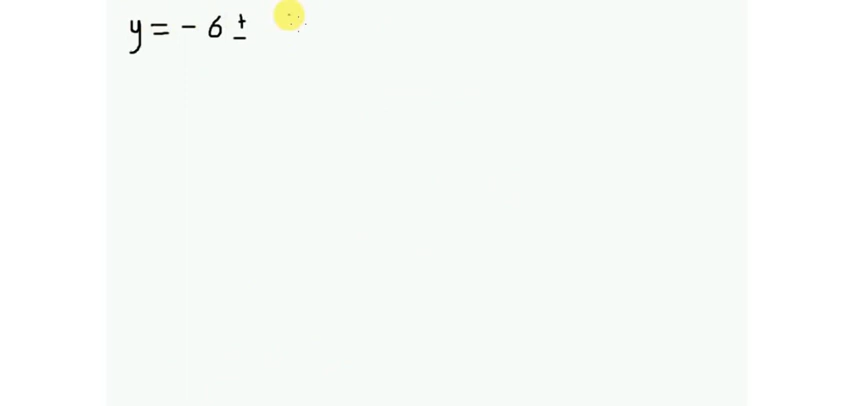 y = - 6 ±